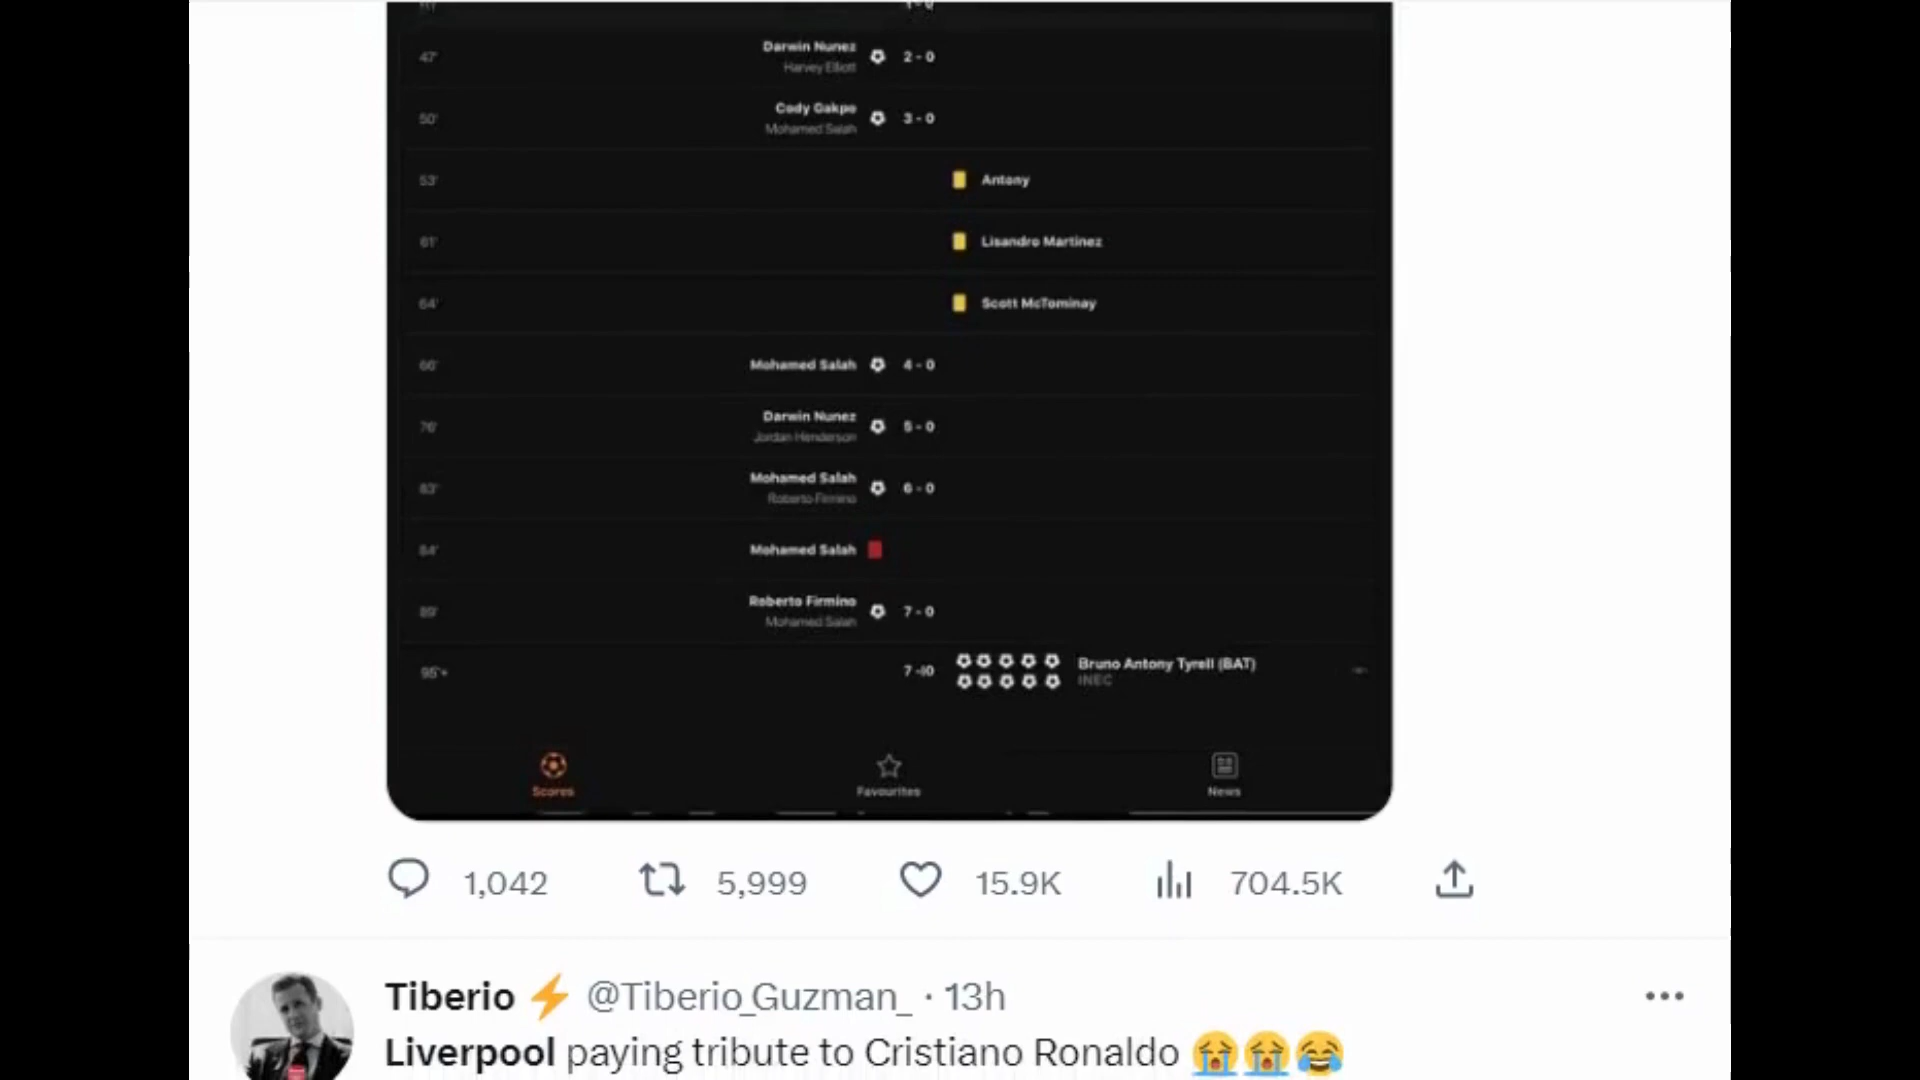 47'
Darwin Nunez 2 - 0
Harvey Elliott
50'
Cody Gakpo 3 - 0
Mohamed Salah
53' Antony
61' Lisandro Martinez
64' Scott McTominay
66' Mohamed Salah 4 - 0
76'
Darwin Nunez 5 - 0
Jordan Henderson
83'
Mohamed Salah 6 - 0
Roberto Firmino
84' Mohamed Salah
89'
Roberto Firmino 7 - 0
Mohamed Salah
95'+ 7 -10 Bruno Antony Tyrell (BAT)
INEC
Scores Favourites News
1,042 5,999 15.9K 704.5K
Tiberio ⚡ @Tiberio_Guzman_ · 13h
Liverpool paying tribute to Cristiano Ronaldo 😭😭😂